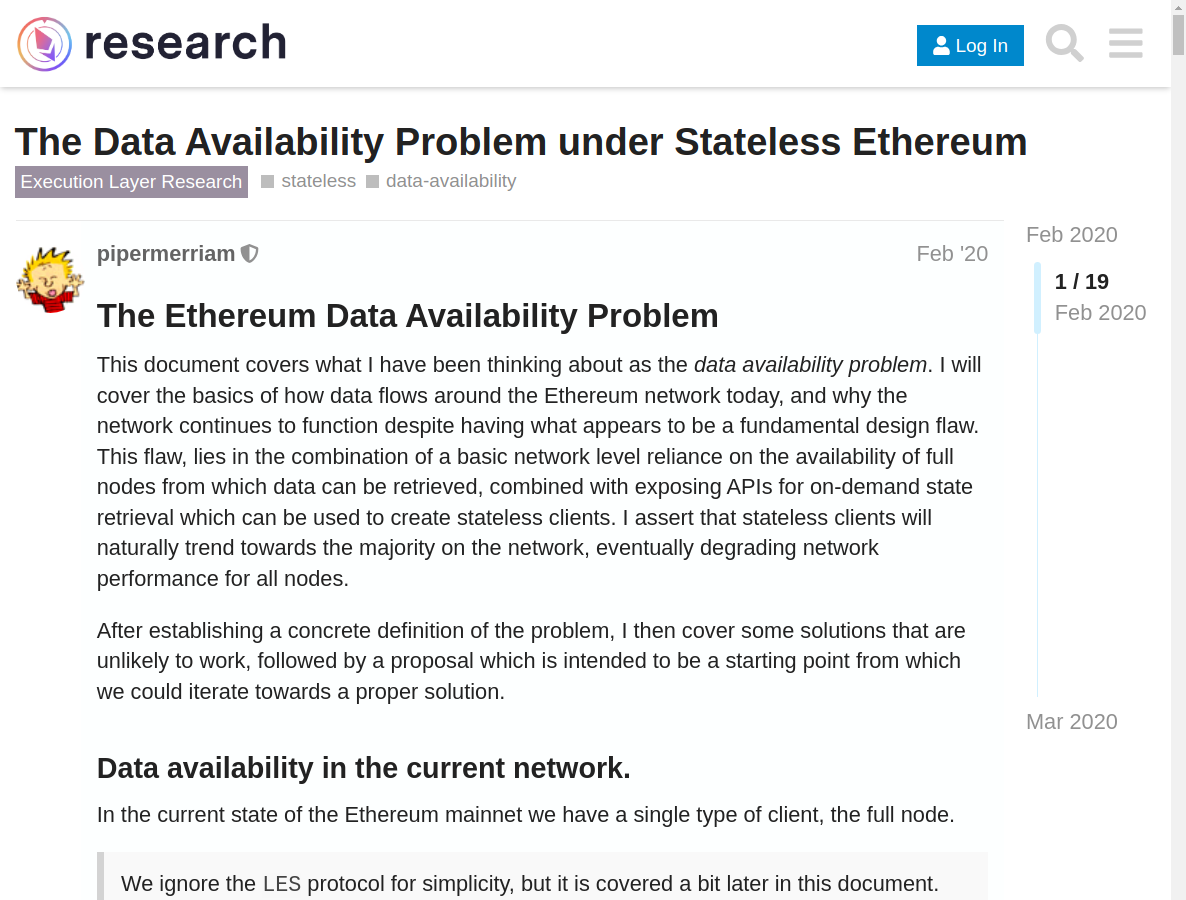 research
Log In
The Data Availability Problem under Stateless Ethereum
Execution Layer Research stateless data-availability
pipermerriam Feb '20
Feb 2020
1 / 19
Feb 2020
Mar 2020
The Ethereum Data Availability Problem
This document covers what I have been thinking about as the data availability problem. I will
cover the basics of how data flows around the Ethereum network today, and why the
network continues to function despite having what appears to be a fundamental design flaw.
This flaw, lies in the combination of a basic network level reliance on the availability of full
nodes from which data can be retrieved, combined with exposing APIs for on-demand state
retrieval which can be used to create stateless clients. I assert that stateless clients will
naturally trend towards the majority on the network, eventually degrading network
performance for all nodes.
After establishing a concrete definition of the problem, I then cover some solutions that are
unlikely to work, followed by a proposal which is intended to be a starting point from which
we could iterate towards a proper solution.
Data availability in the current network.
In the current state of the Ethereum mainnet we have a single type of client, the full node.
We ignore the LES protocol for simplicity, but it is covered a bit later in this document.